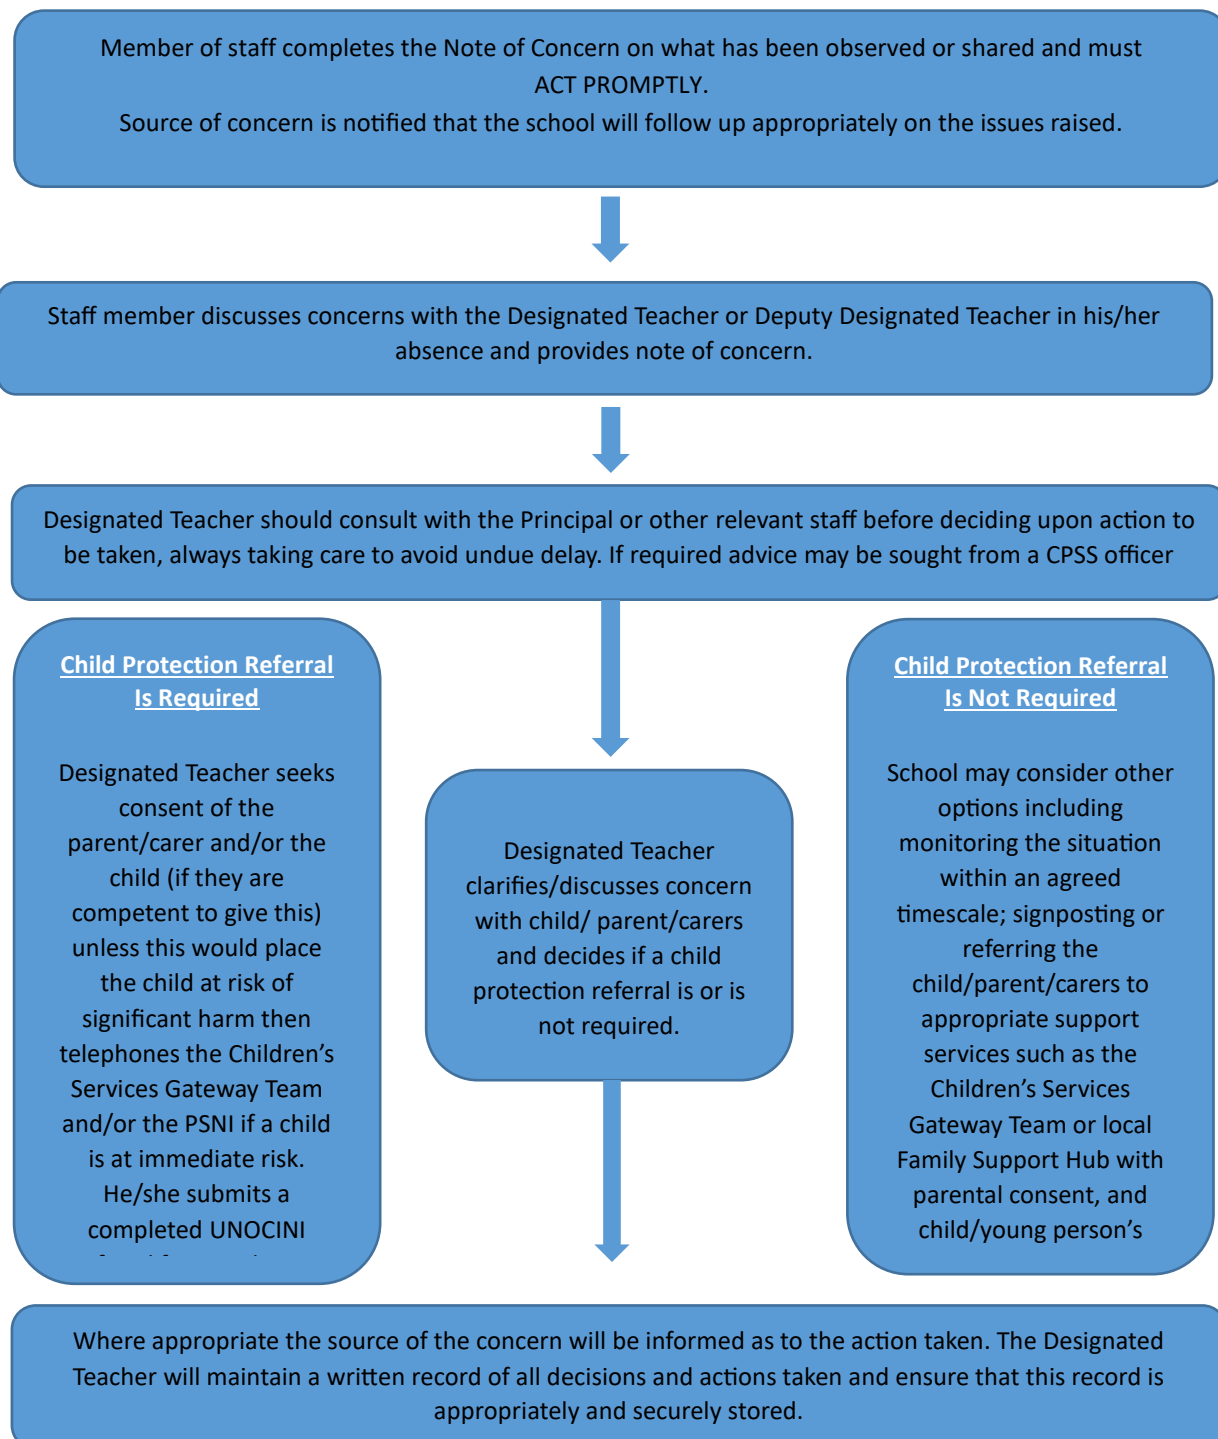 Member of staff completes the Note of Concern on what has been observed or shared and must
ACT PROMPTLY.
Source of concern is notified that the school will follow up appropriately on the issues raised.
Staff member discusses concerns with the Designated Teacher or Deputy Designated Teacher in his/her
absence and provides note of concern.
Designated Teacher should consult with the Principal or other relevant staff before deciding upon action to
be taken, always taking care to avoid undue delay. If required advice may be sought from a CPSS officer
Child Protection Referral
Is Required
Designated Teacher seeks
consent of the
parent/carer and/or the
child (if they are
competent to give this)
unless this would place
the child at risk of
significant harm then
telephones the Children’s
Services Gateway Team
and/or the PSNI if a child
is at immediate risk.
He/she submits a
completed UNOCINI
Designated Teacher
clarifies/discusses concern
with child/ parent/carers
and decides if a child
protection referral is or is
not required.
Child Protection Referral
Is Not Required
School may consider other
options including
monitoring the situation
within an agreed
timescale; signposting or
referring the
child/parent/carers to
appropriate support
services such as the
Children’s Services
Gateway Team or local
Family Support Hub with
parental consent, and
child/young person’s
Where appropriate the source of the concern will be informed as to the action taken. The Designated
Teacher will maintain a written record of all decisions and actions taken and ensure that this record is
appropriately and securely stored.